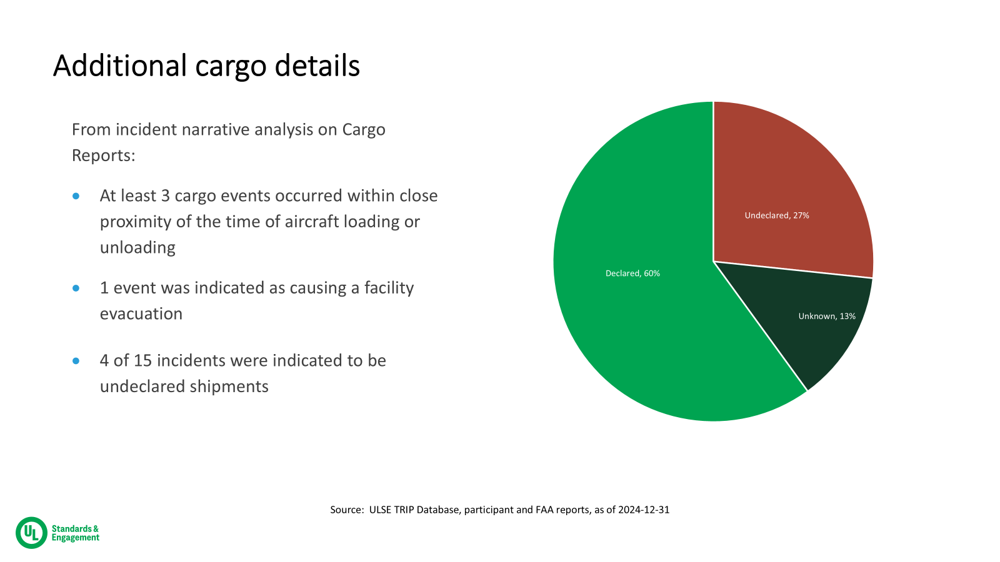 Additional cargo details
From incident narrative analysis on Cargo
Reports:
• At least 3 cargo events occurred within close
proximity of the time of aircraft loading or
unloading
• 1 event was indicated as causing a facility
evacuation
• 4 of 15 incidents were indicated to be
undeclared shipments
Undeclared, 27%
Declared, 60%
Unknown, 13%
Source:  ULSE TRIP Database, participant and FAA reports, as of 2024-12-31
UL
Standards &
Engagement